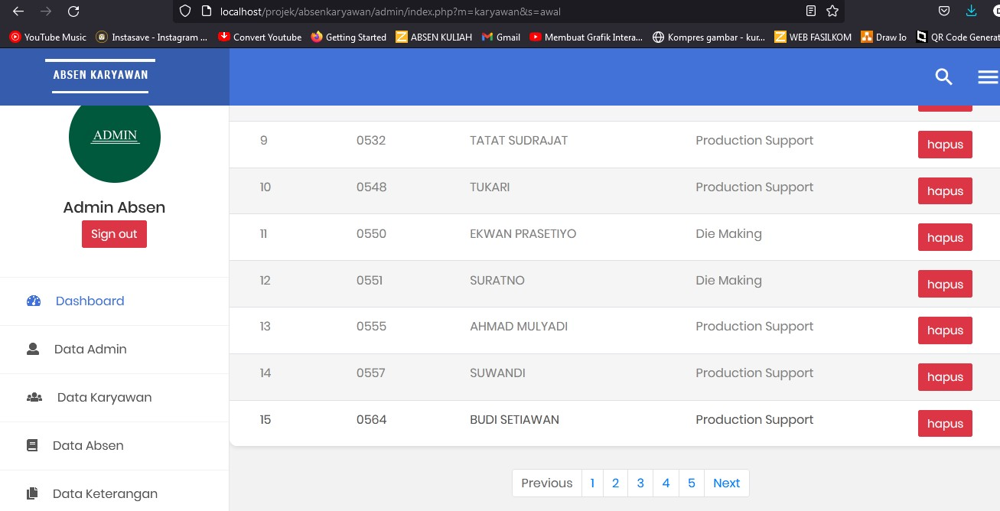 localhost/projek/absenkaryawan/admin/index.php?m=karyawan&s=awal
YouTube Music Instasave - Instagram ... Convert Youtube Getting Started ABSEN KULIAH Gmail Membuat Grafik Intera... Kompres gambar - kur... WEB FASILKOM Draw Io QR Code Generat
ABSEN KARYAWAN
ADMIN
Admin Absen
Sign out
Dashboard
Data Admin
Data Karyawan
Data Absen
Data Keterangan
9 0532 TATAT SUDRAJAT Production Support hapus
10 0548 TUKARI Production Support hapus
11 0550 EKWAN PRASETIYO Die Making hapus
12 0551 SURATNO Die Making hapus
13 0555 AHMAD MULYADI Production Support hapus
14 0557 SUWANDI Production Support hapus
15 0564 BUDI SETIAWAN Production Support hapus
Previous 1 2 3 4 5 Next